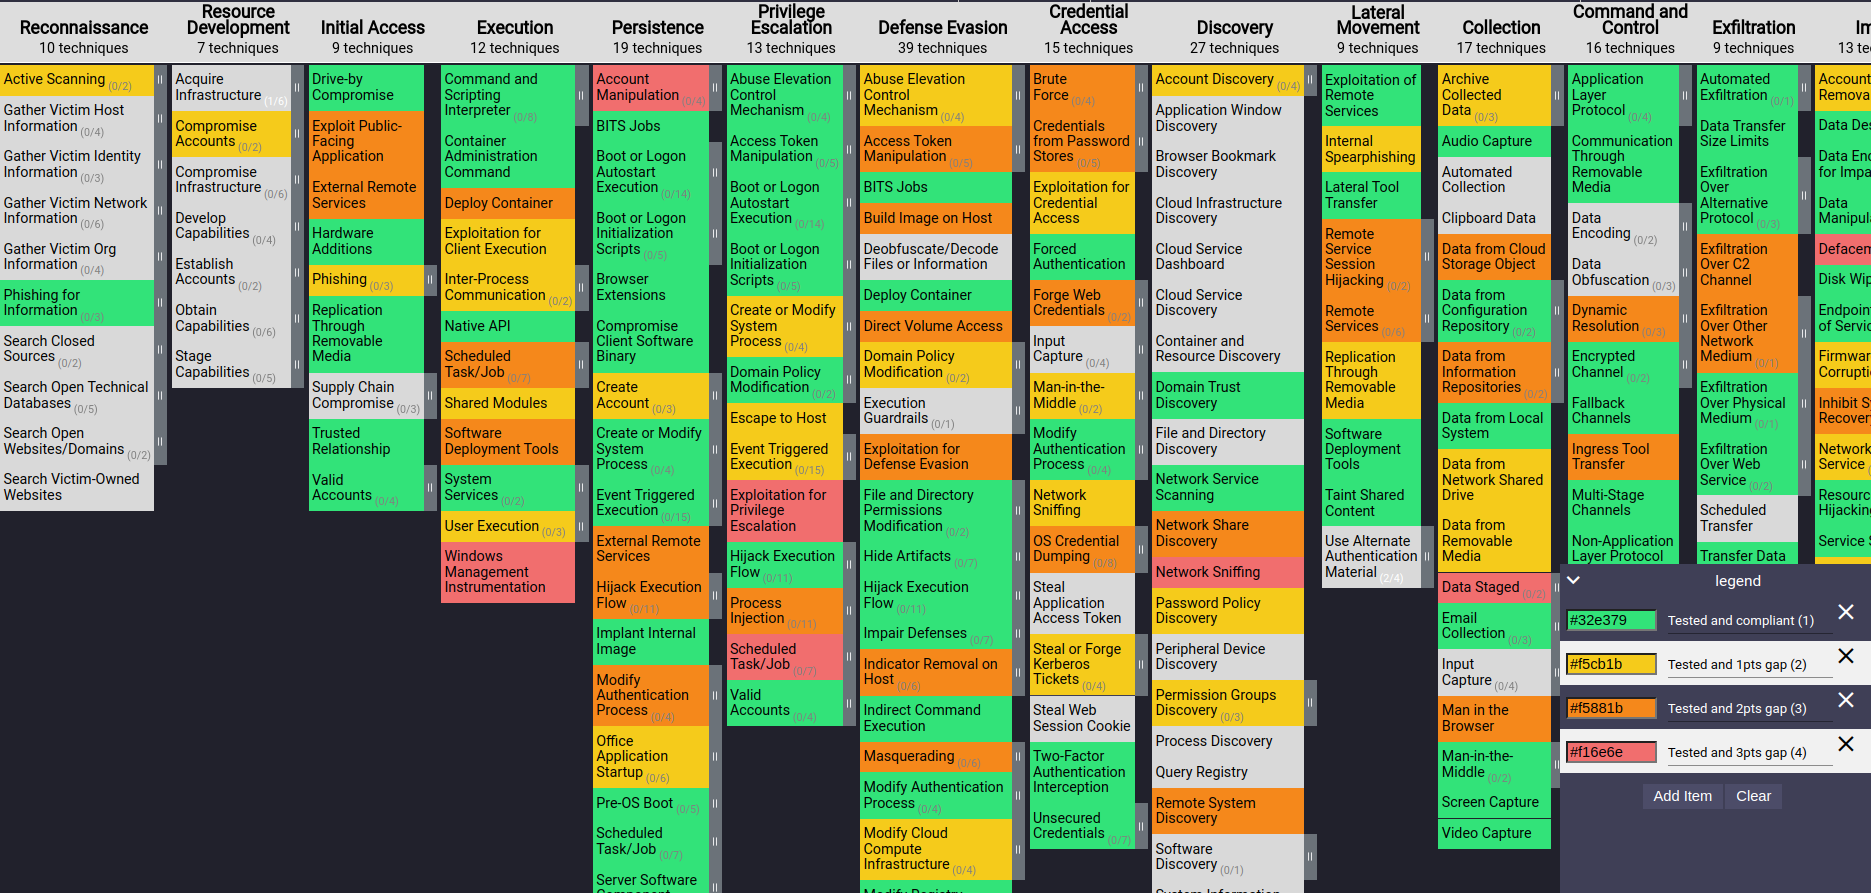 Reconnaissance
10 techniques
Active Scanning (0/2)
Gather Victim Host
Information (0/4)
Gather Victim Identity
Information (0/3)
Gather Victim Network
Information (0/6)
Gather Victim Org
Information (0/4)
Phishing for
Information (0/3)
Search Closed
Sources (0/2)
Search Open Technical
Databases (0/5)
Search Open
Websites/Domains (0/2)
Search Victim-Owned
Websites
Resource
Development
7 techniques
Acquire
Infrastructure (1/6)
Compromise
Accounts (0/2)
Compromise
Infrastructure (0/6)
Develop
Capabilities (0/4)
Establish
Accounts (0/2)
Obtain
Capabilities (0/6)
Stage
Capabilities (0/5)
Initial Access
9 techniques
Drive-by
Compromise
Exploit Public-
Facing
Application
External Remote
Services
Hardware
Additions
Phishing (0/3)
Replication
Through
Removable
Media
Supply Chain
Compromise (0/3)
Trusted
Relationship
Valid
Accounts (0/4)
Execution
12 techniques
Command and
Scripting
Interpreter (0/8)
Container
Administration
Command
Deploy Container
Exploitation for
Client Execution
Inter-Process
Communication (0/2)
Native API
Scheduled
Task/Job (0/7)
Shared Modules
Software
Deployment Tools
System
Services (0/2)
User Execution (0/3)
Windows
Management
Instrumentation
Persistence
19 techniques
Account
Manipulation (0/4)
BITS Jobs
Boot or Logon
Autostart
Execution (0/14)
Boot or Logon
Initialization
Scripts (0/5)
Browser
Extensions
Compromise
Client Software
Binary
Create
Account (0/3)
Create or Modify
System
Process (0/4)
Event Triggered
Execution (0/15)
External Remote
Services
Hijack Execution
Flow (0/11)
Implant Internal
Image
Modify
Authentication
Process (0/4)
Office
Application
Startup (0/6)
Pre-OS Boot (0/5)
Scheduled
Task/Job (0/7)
Server Software
Privilege
Escalation
13 techniques
Abuse Elevation
Control
Mechanism (0/4)
Access Token
Manipulation (0/5)
Boot or Logon
Autostart
Execution (0/14)
Boot or Logon
Initialization
Scripts (0/5)
Create or Modify
System
Process (0/4)
Domain Policy
Modification (0/2)
Escape to Host
Event Triggered
Execution (0/15)
Exploitation for
Privilege
Escalation
Hijack Execution
Flow (0/11)
Process
Injection (0/11)
Scheduled
Task/Job (0/7)
Valid
Accounts (0/4)
Defense Evasion
39 techniques
Abuse Elevation
Control
Mechanism (0/4)
Access Token
Manipulation (0/5)
BITS Jobs
Build Image on Host
Deobfuscate/Decode
Files or Information
Deploy Container
Direct Volume Access
Domain Policy
Modification (0/2)
Execution
Guardrails (0/1)
Exploitation for
Defense Evasion
File and Directory
Permissions
Modification (0/2)
Hide Artifacts (0/7)
Hijack Execution
Flow (0/11)
Impair Defenses (0/7)
Indicator Removal on
Host (0/6)
Indirect Command
Execution
Masquerading (0/6)
Modify Authentication
Process (0/4)
Modify Cloud
Compute
Infrastructure (0/4)
Modify Registry
Credential
Access
15 techniques
Brute
Force (0/4)
Credentials
from Password
Stores (0/5)
Exploitation for
Credential
Access
Forced
Authentication
Forge Web
Credentials (0/2)
Input
Capture (0/4)
Man-in-the-
Middle (0/2)
Modify
Authentication
Process (0/4)
Network
Sniffing
OS Credential
Dumping (0/8)
Steal
Application
Access Token
Steal or Forge
Kerberos
Tickets (0/4)
Steal Web
Session Cookie
Two-Factor
Authentication
Interception
Unsecured
Credentials (0/7)
Discovery
27 techniques
Account Discovery (0/4)
Application Window
Discovery
Browser Bookmark
Discovery
Cloud Infrastructure
Discovery
Cloud Service
Dashboard
Cloud Service
Discovery
Container and
Resource Discovery
Domain Trust
Discovery
File and Directory
Discovery
Network Service
Scanning
Network Share
Discovery
Network Sniffing
Password Policy
Discovery
Peripheral Device
Discovery
Permission Groups
Discovery (0/3)
Process Discovery
Query Registry
Remote System
Discovery
Software
Discovery (0/1)
System Information
Lateral
Movement
9 techniques
Exploitation of
Remote
Services
Internal
Spearphishing
Lateral Tool
Transfer
Remote
Service
Session
Hijacking (0/2)
Remote
Services (0/6)
Replication
Through
Removable
Media
Software
Deployment
Tools
Taint Shared
Content
Use Alternate
Authentication
Material (2/4)
Collection
17 techniques
Archive
Collected
Data (0/3)
Audio Capture
Automated
Collection
Clipboard Data
Data from Cloud
Storage Object
Data from
Configuration
Repository (0/2)
Data from
Information
Repositories (0/2)
Data from Local
System
Data from
Network Shared
Drive
Data from
Removable
Media
Data Staged (0/2)
Email
Collection (0/3)
Input
Capture (0/4)
Man in the
Browser
Man-in-the-
Middle (0/2)
Screen Capture
Video Capture
Command and
Control
16 techniques
Application
Layer
Protocol (0/4)
Communication
Through
Removable
Media
Data
Encoding (0/2)
Data
Obfuscation (0/3)
Dynamic
Resolution (0/3)
Encrypted
Channel (0/2)
Fallback
Channels
Ingress Tool
Transfer
Multi-Stage
Channels
Non-Application
Layer Protocol
Exfiltration
9 techniques
Automated
Exfiltration (0/1)
Data Transfer
Size Limits
Exfiltration
Over
Alternative
Protocol (0/3)
Exfiltration
Over C2
Channel
Exfiltration
Over Other
Network
Medium (0/1)
Exfiltration
Over Physical
Medium (0/1)
Exfiltration
Over Web
Service (0/2)
Scheduled
Transfer
Transfer Data
Im
13 te
Account
Remova
Data Des
Data Enc
for Impa
Data
Manipul
Defacem
Disk Wip
Endpoin
of Servic
Firmwar
Corrupti
Inhibit S
Recover
Network
Service (
Resourc
Hijackin
Service S
legend
#32e379 Tested and compliant (1)
#f5cb1b Tested and 1pts gap (2)
#f5881b Tested and 2pts gap (3)
#f16e6e Tested and 3pts gap (4)
Add Item Clear